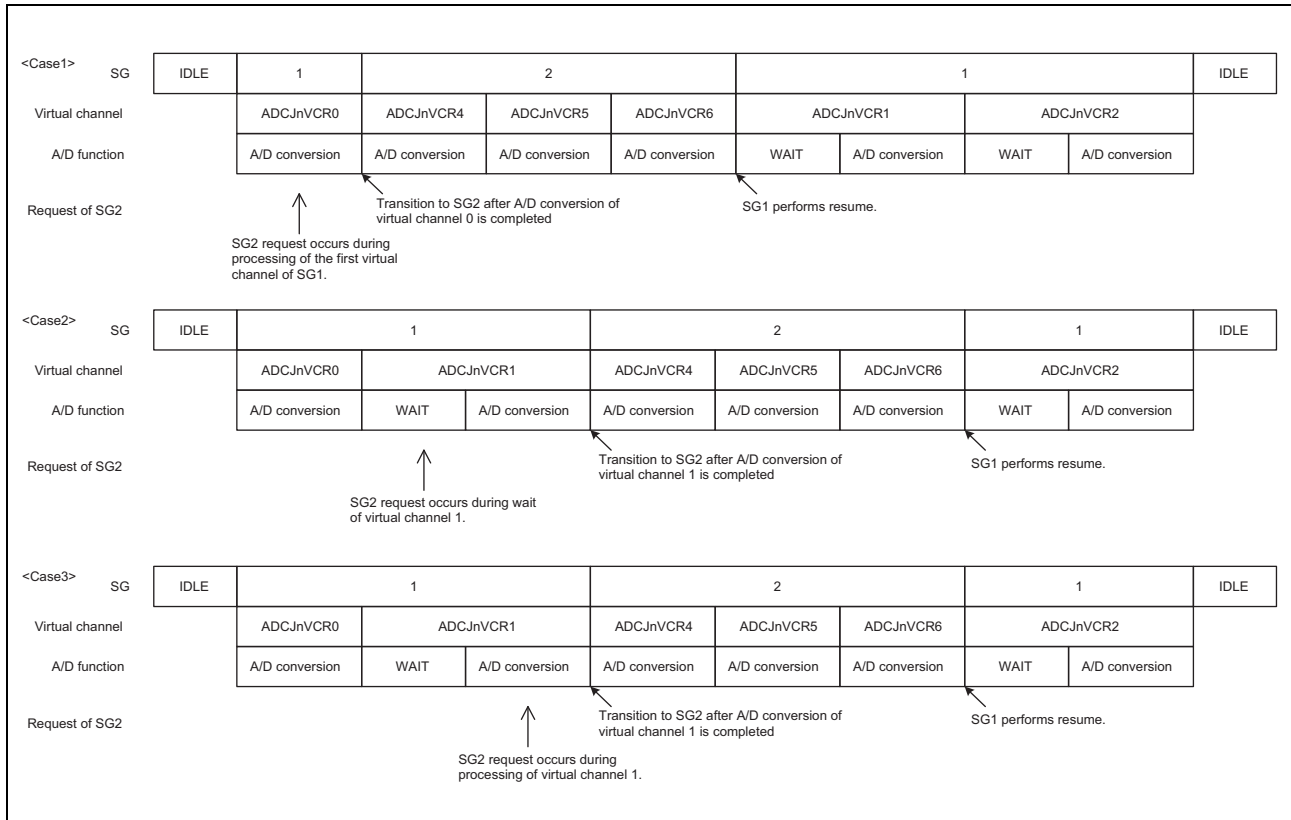 <Case1> SG IDLE 1 2 1 IDLE
Virtual channel ADCJnVCR0 ADCJnVCR4 ADCJnVCR5 ADCJnVCR6 ADCJnVCR1 ADCJnVCR2
A/D function A/D conversion A/D conversion A/D conversion A/D conversion WAIT A/D conversion WAIT A/D conversion
Request of SG2
Transition to SG2 after A/D conversion of
virtual channel 0 is completed
SG1 performs resume.
SG2 request occurs during
processing of the first virtual
channel of SG1.
<Case2> SG IDLE 1 2 1 IDLE
Virtual channel ADCJnVCR0 ADCJnVCR1 ADCJnVCR4 ADCJnVCR5 ADCJnVCR6 ADCJnVCR2
A/D function A/D conversion WAIT A/D conversion A/D conversion A/D conversion A/D conversion WAIT A/D conversion
Request of SG2
Transition to SG2 after A/D conversion of
virtual channel 1 is completed
SG1 performs resume.
SG2 request occurs during wait
of virtual channel 1.
<Case3> SG IDLE 1 2 1 IDLE
Virtual channel ADCJnVCR0 ADCJnVCR1 ADCJnVCR4 ADCJnVCR5 ADCJnVCR6 ADCJnVCR2
A/D function A/D conversion WAIT A/D conversion A/D conversion A/D conversion A/D conversion WAIT A/D conversion
Request of SG2
Transition to SG2 after A/D conversion of
virtual channel 1 is completed
SG1 performs resume.
SG2 request occurs during
processing of virtual channel 1.